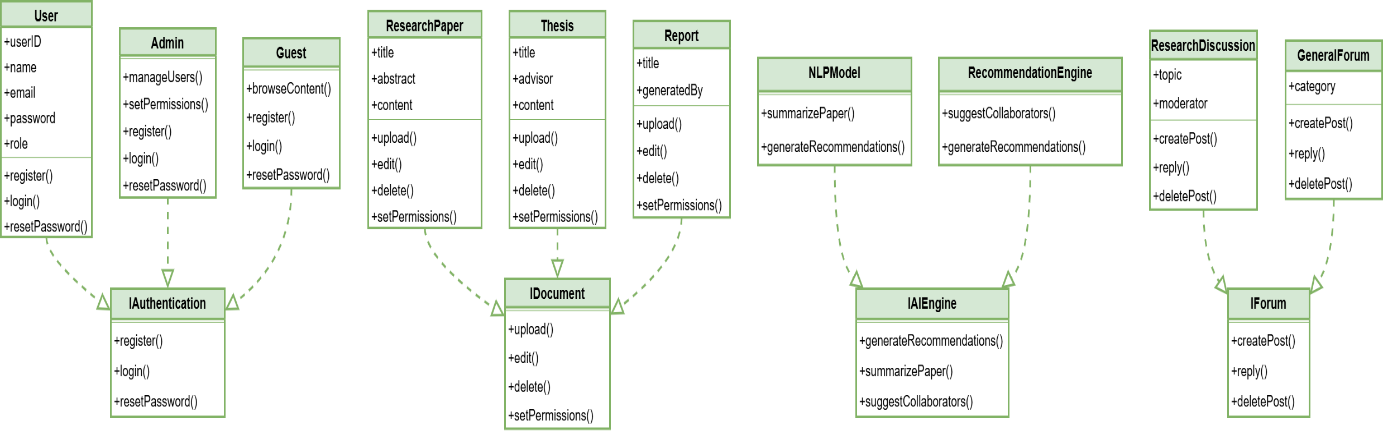 User
+userID
+name
+email
+password
+role
+register()
+login()
+resetPassword()
Admin
+manageUsers()
+setPermissions()
+register()
+login()
+resetPassword()
Guest
+browseContent()
+register()
+login()
+resetPassword()
IAuthentication
+register()
+login()
+resetPassword()
ResearchPaper
+title
+abstract
+content
+upload()
+edit()
+delete()
+setPermissions()
Thesis
+title
+advisor
+content
+upload()
+edit()
+delete()
+setPermissions()
Report
+title
+generatedBy
+upload()
+edit()
+delete()
+setPermissions()
IDocument
+upload()
+edit()
+delete()
+setPermissions()
NLPModel
+summarizePaper()
+generateRecommendations()
RecommendationEngine
+suggestCollaborators()
+generateRecommendations()
IAIEngine
+generateRecommendations()
+summarizePaper()
+suggestCollaborators()
ResearchDiscussion
+topic
+moderator
+createPost()
+reply()
+deletePost()
GeneralForum
+category
+createPost()
+reply()
+deletePost()
IForum
+createPost()
+reply()
+deletePost()